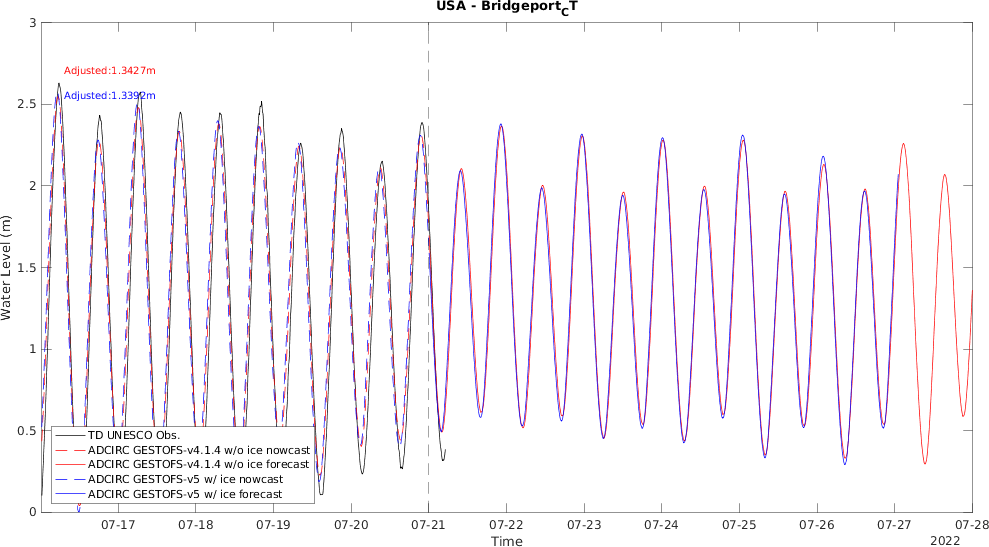 USA - Bridgeport_CT
Adjusted:1.3427m
Adjusted:1.3392m
Water Level (m)
3
2.5
2
1.5
1
0.5
0
TD UNESCO Obs.
ADCIRC GESTOFS-v4.1.4 w/o ice nowcast
ADCIRC GESTOFS-v4.1.4 w/o ice forecast
ADCIRC GESTOFS-v5 w/ ice nowcast
ADCIRC GESTOFS-v5 w/ ice forecast
07-17 07-18 07-19 07-20 07-21 07-22 07-23 07-24 07-25 07-26 07-27 07-28
Time
2022